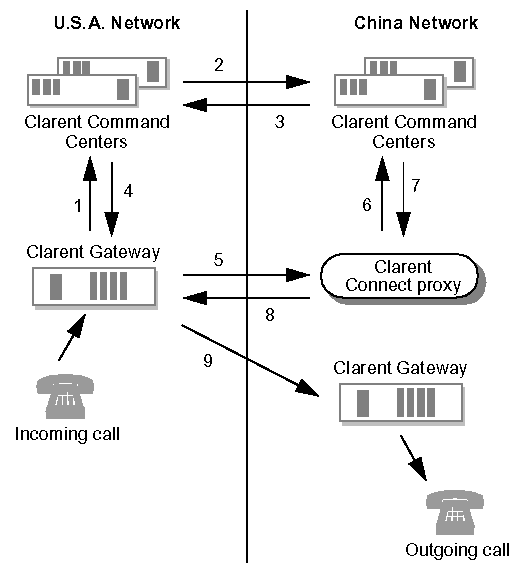 U.S.A. Network
China Network
2
3
Clarent Command
Centers
Clarent Command
Centers
1
4
6
7
Clarent Gateway
5
Clarent
Connect proxy
8
9
Clarent Gateway
Incoming call
Outgoing call